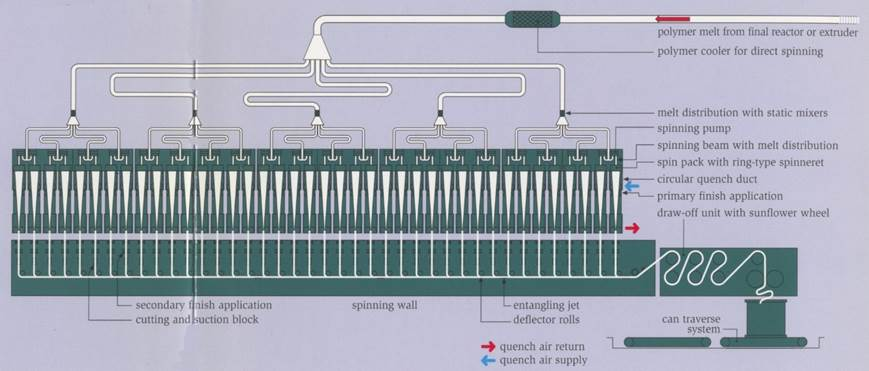 polymer melt from final reactor or extruder
polymer cooler for direct spinning
melt distribution with static mixers
spinning pump
spinning beam with melt distribution
spin pack with ring-type spinneret
circular quench duct
primary finish application
draw-off unit with sunflower wheel
secondary finish application
cutting and suction block
spinning wall
entangling jet
deflector rolls
can traverse
system
quench air return
quench air supply